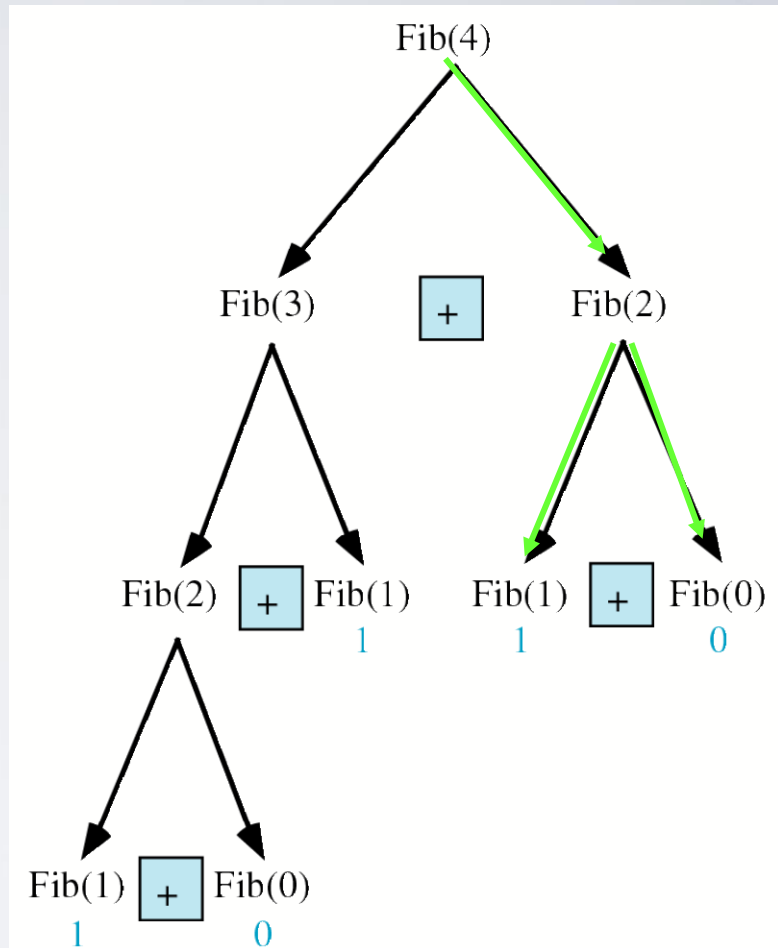 Fib(4)
Fib(3) + Fib(2)
Fib(2) + Fib(1) Fib(1) + Fib(0)
1 1 0
Fib(1) + Fib(0)
1 0